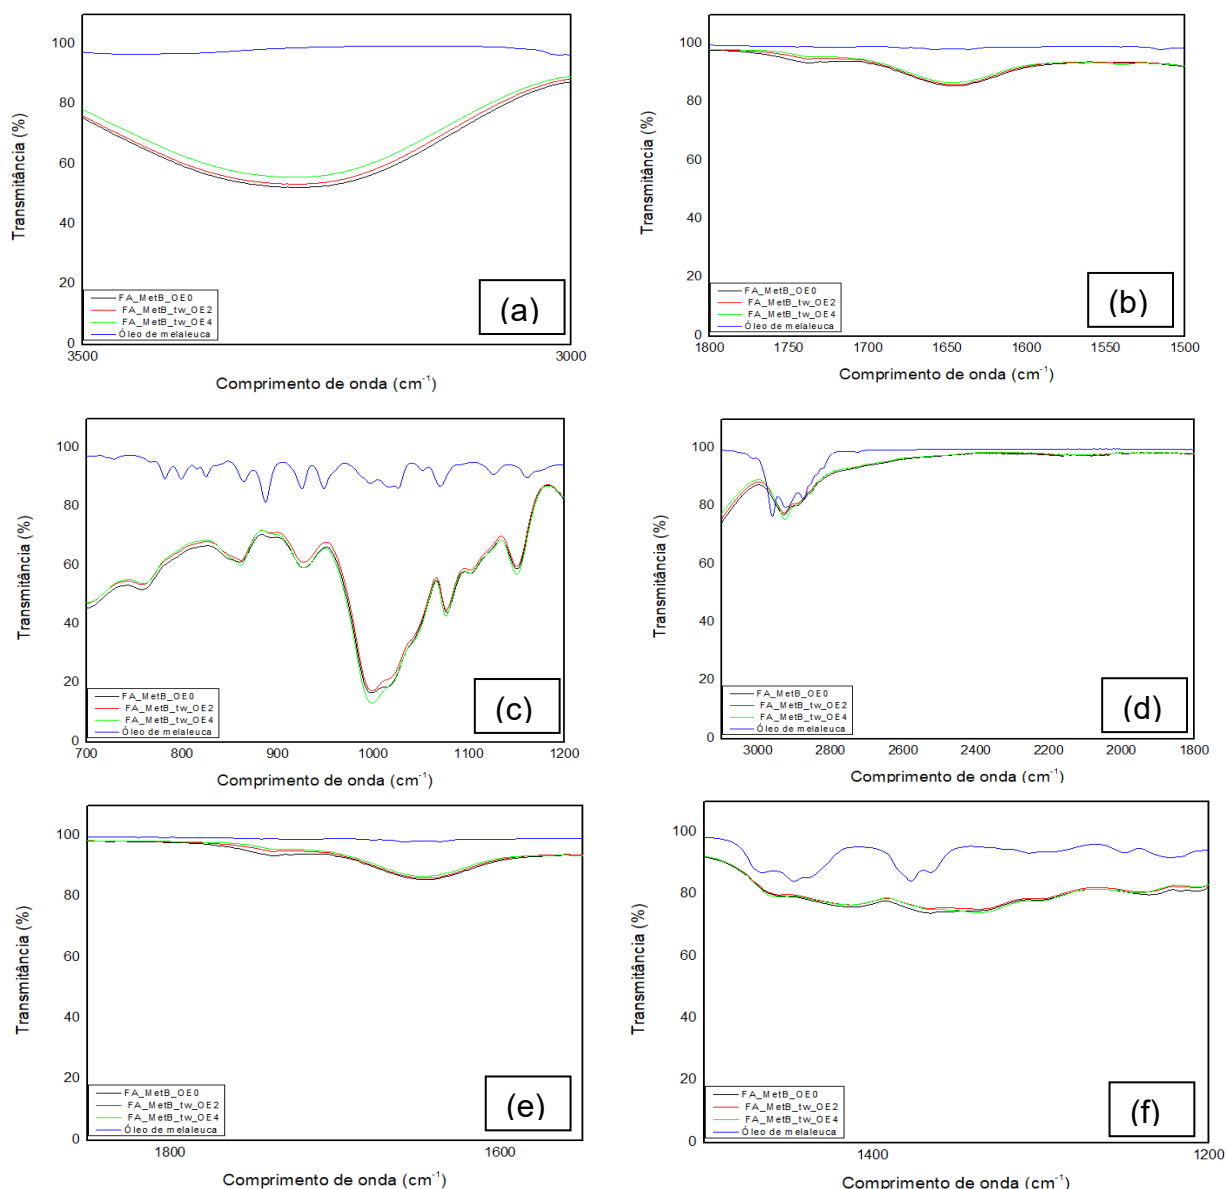 100
80
60
40
20
0
Transmitância (%)
FA_MetB_OE0
FA_MetB_tw_OE2
FA_MetB_tw_OE4
Óleo de melaleuca
(a)
3500
3000
Comprimento de onda (cm⁻¹)
100
80
60
40
20
0
Transmitância (%)
FA_MetB_OE0
FA_MetB_tw_OE2
FA_MetB_tw_OE4
Óleo de melaleuca
(b)
1800 1750 1700 1650 1600 1550 1500
Comprimento de onda (cm⁻¹)
100
80
60
40
20
0
Transmitância (%)
FA_MetB_OE0
FA_MetB_tw_OE2
FA_MetB_tw_OE4
Óleo de melaleuca
(c)
700 800 900 1000 1100 1200
Comprimento de onda (cm⁻¹)
100
80
60
40
20
0
Transmitância (%)
FA_MetB_OE0
FA_MetB_tw_OE2
FA_MetB_tw_OE4
Óleo de melaleuca
(d)
3000 2800 2600 2400 2200 2000 1800
Comprimento de onda (cm⁻¹)
100
80
60
40
20
0
Transmitância (%)
FA_MetB_OE0
FA_MetB_tw_OE2
FA_MetB_tw_OE4
Óleo de melaleuca
(e)
1800 1600
Comprimento de onda (cm⁻¹)
100
80
60
40
20
0
Transmitância (%)
FA_MetB_OE0
FA_MetB_tw_OE2
FA_MetB_tw_OE4
Óleo de melaleuca
(f)
1400 1200
Comprimento de onda (cm⁻¹)